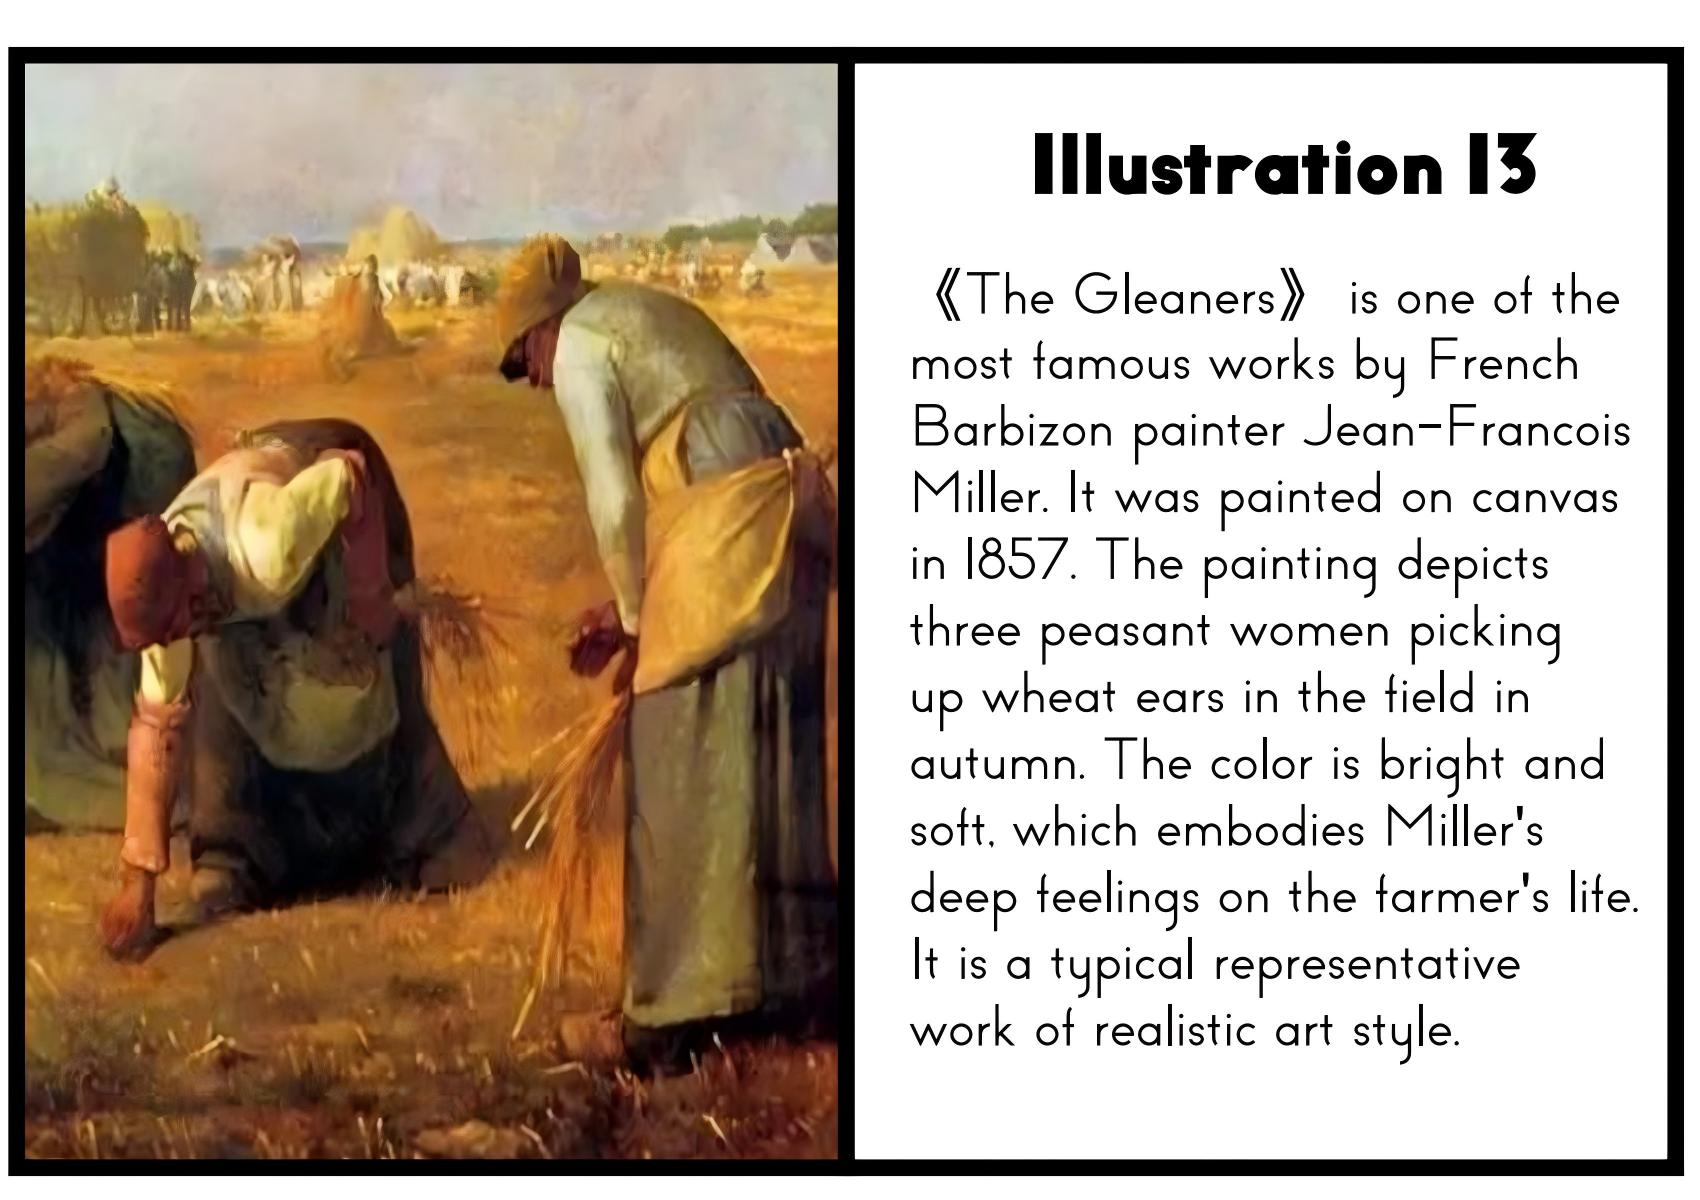 Illustration 13
《The Gleaners》 is one of the
most famous works by French
Barbizon painter Jean-Francois
Miller. It was painted on canvas
in 1857. The painting depicts
three peasant women picking
up wheat ears in the field in
autumn. The color is bright and
soft, which embodies Miller's
deep feelings on the farmer's life.
It is a typical representative
work of realistic art style.